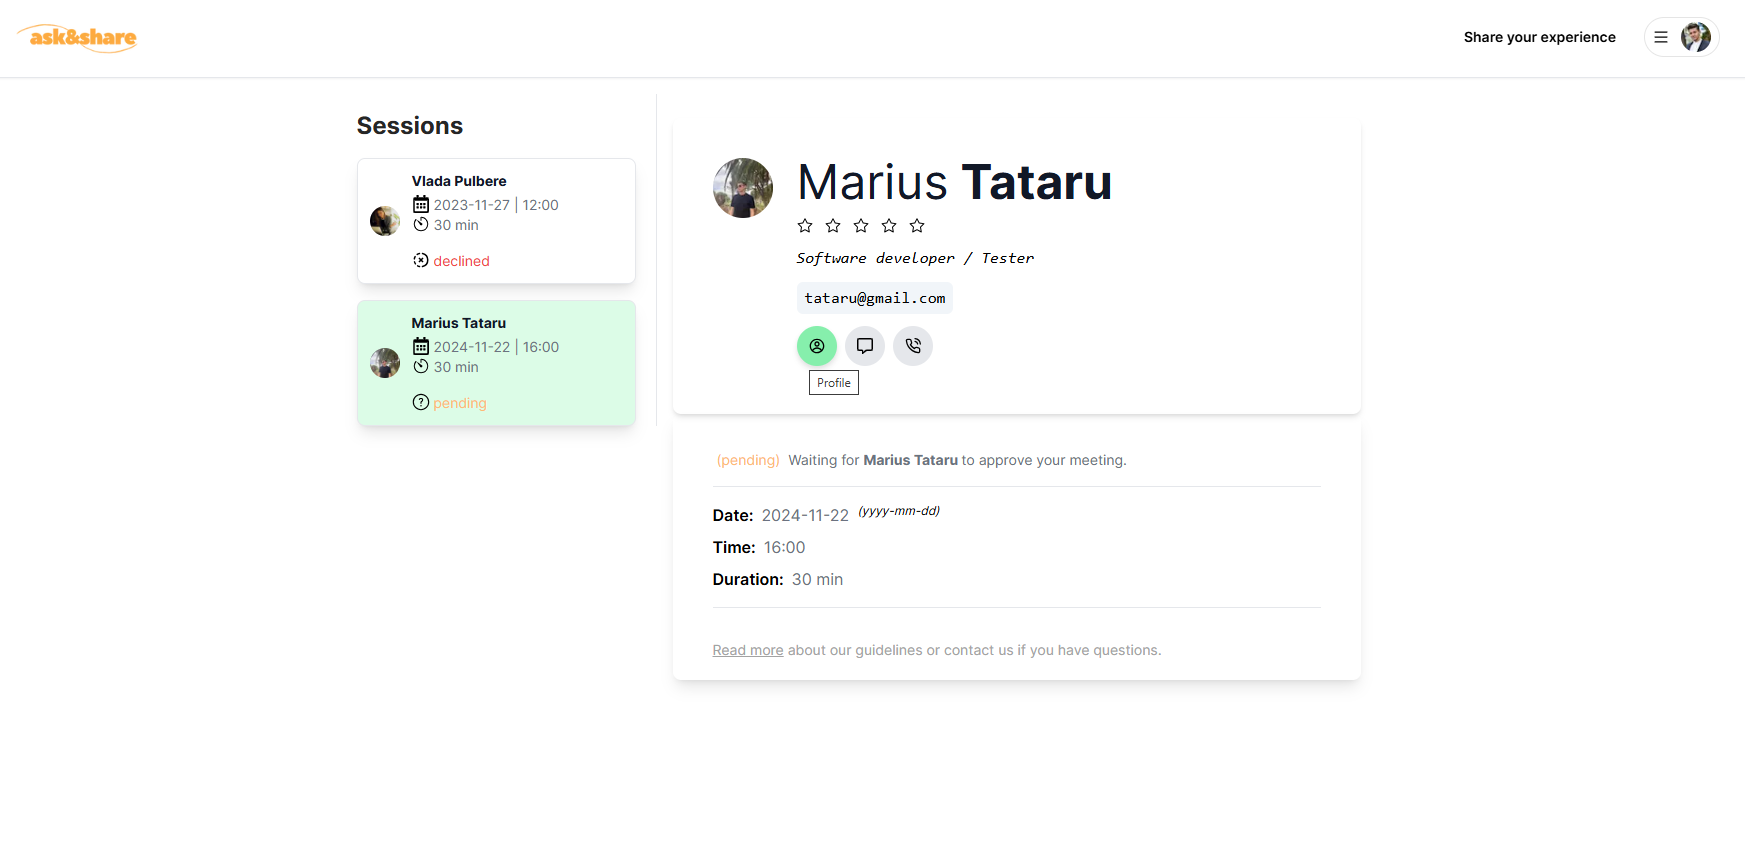 ask&share
Share your experience
Sessions
Vlada Pulbere
2023-11-27 | 12:00
30 min
declined
Marius Tataru
2024-11-22 | 16:00
30 min
pending
Marius Tataru
Software developer / Tester
tataru@gmail.com
Profile
(pending) Waiting for Marius Tataru to approve your meeting.
Date: 2024-11-22 (yyyy-mm-dd)
Time: 16:00
Duration: 30 min
Read more about our guidelines or contact us if you have questions.